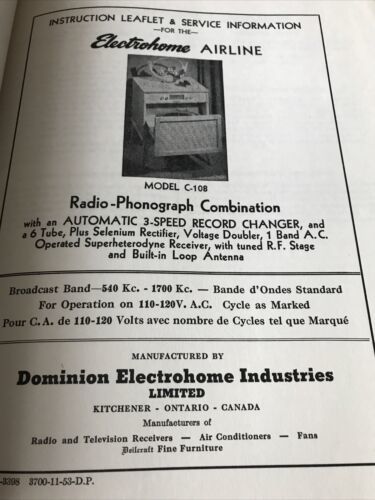 INSTRUCTION LEAFLET & SERVICE INFORMATION
—FOR THE—
Electrohome AIRLINE
MODEL C-108
Radio-Phonograph Combination
with an AUTOMATIC 3-SPEED RECORD CHANGER, and
a 6 Tube, Plus Selenium Rectifier, Voltage Doubler, 1 Band A.C.
Operated Superheterodyne Receiver, with tuned R.F. Stage
and Built-in Loop Antenna
Broadcast Band—540 Kc. - 1700 Kc. — Bande d'Ondes Standard
For Operation on 110-120V. A.C. Cycle as Marked
Pour C.A. de 110-120 Volts avec nombre de Cycles tel que Marqué
MANUFACTURED BY
Dominion Electrohome Industries
LIMITED
KITCHENER - ONTARIO - CANADA
Manufacturers of
Radio and Television Receivers — Air Conditioners — Fans
Deilcraft Fine Furniture
-3398 3700-11-53-D.P.